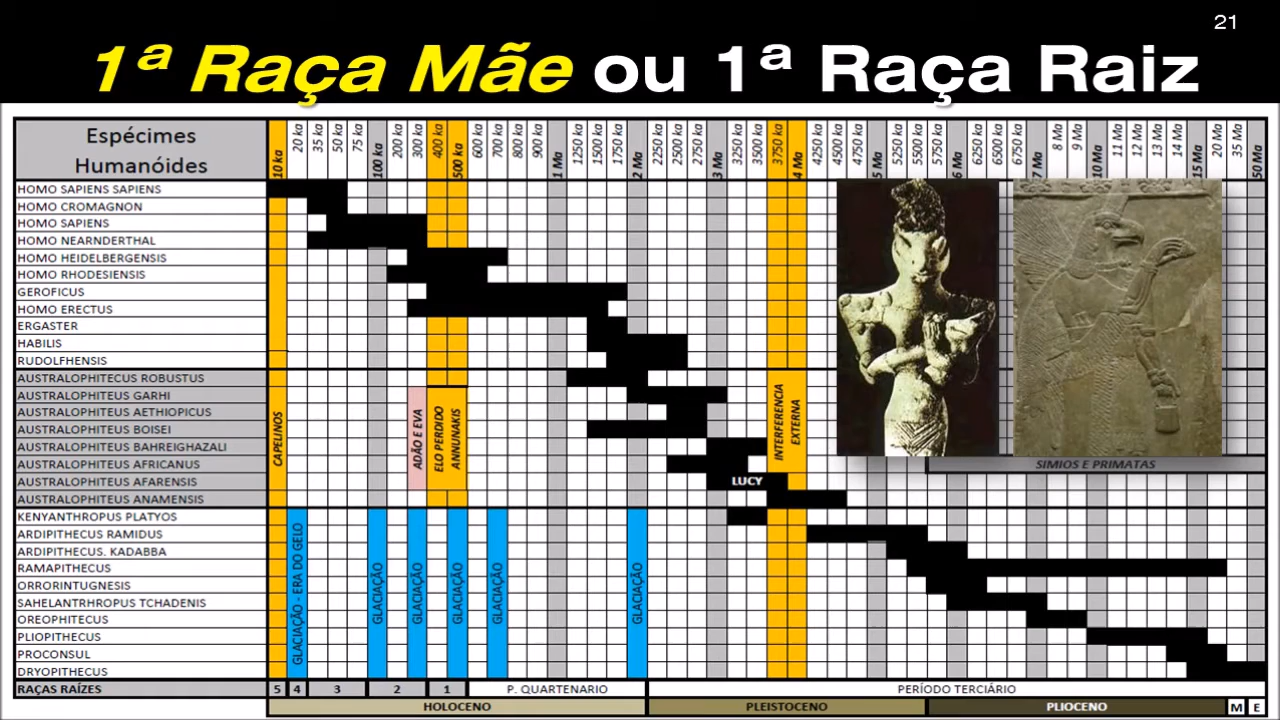 21
1ª Raça Mãe ou 1ª Raça Raiz
Espécimes
Humanóides
10 ka
20 ka
35 ka
50 ka
75 ka
100 ka
200 ka
300 ka
400 ka
500 ka
600 ka
700 ka
800 ka
900 ka
1 Ma
1250 ka
1500 ka
1750 ka
2 Ma
2250 ka
2500 ka
2750 ka
3 Ma
3250 ka
3500 ka
3750 ka
4 Ma
4250 ka
4500 ka
4750 ka
5 Ma
5250 ka
5500 ka
5750 ka
6 Ma
6250 ka
6500 ka
6750 ka
7 Ma
8 Ma
9 Ma
10 Ma
11 Ma
12 Ma
13 Ma
14 Ma
15 Ma
20 Ma
35 Ma
50 Ma
HOMO SAPIENS SAPIENS
HOMO CROMAGNON
HOMO SAPIENS
HOMO NEARNDERTHAL
HOMO HEIDELBERGENSIS
HOMO RHODESIENSIS
GEROFICUS
HOMO ERECTUS
ERGASTER
HABILIS
RUDOLFHENSIS
AUSTRALOPHITECUS ROBUSTUS
AUSTRALOPHITEUS GARHI
AUSTRALOPHITEUS AETHIOPICUS
AUSTRALOPHITEUS BOISEI
AUSTRALOPHITEUS BAHREIGHAZALI
AUSTRALOPHITEUS AFRICANUS
AUSTRALOPHITEUS AFARENSIS
AUSTRALOPHITEUS ANAMENSIS
CAPELINOS
ADÃO E EVA
ELO PERDIDO
ANNUNAKIS
INTERFERENCIA
EXTERNA
SIMIOS E PRIMATAS
LUCY
KENYANTHROPUS PLATYOS
ARDIPITHECUS RAMIDUS
ARDIPITHECUS. KADABBA
RAMAPITHECUS
ORRORINTUGNESIS
SAHELANTRHROPUS TCHADENIS
OREOPHITECUS
PLIOPITHECUS
PROCONSUL
DRYOPITHECUS
GLACIAÇÃO - ERA DO GELO
GLACIAÇÃO
GLACIAÇÃO
GLACIAÇÃO
GLACIAÇÃO
GLACIAÇÃO
RAÇAS RAÍZES 5 4 3 2 1 P. QUARTENARIO PERÍODO TERCIÁRIO
HOLOCENO PLEISTOCENO PLIOCENO M E